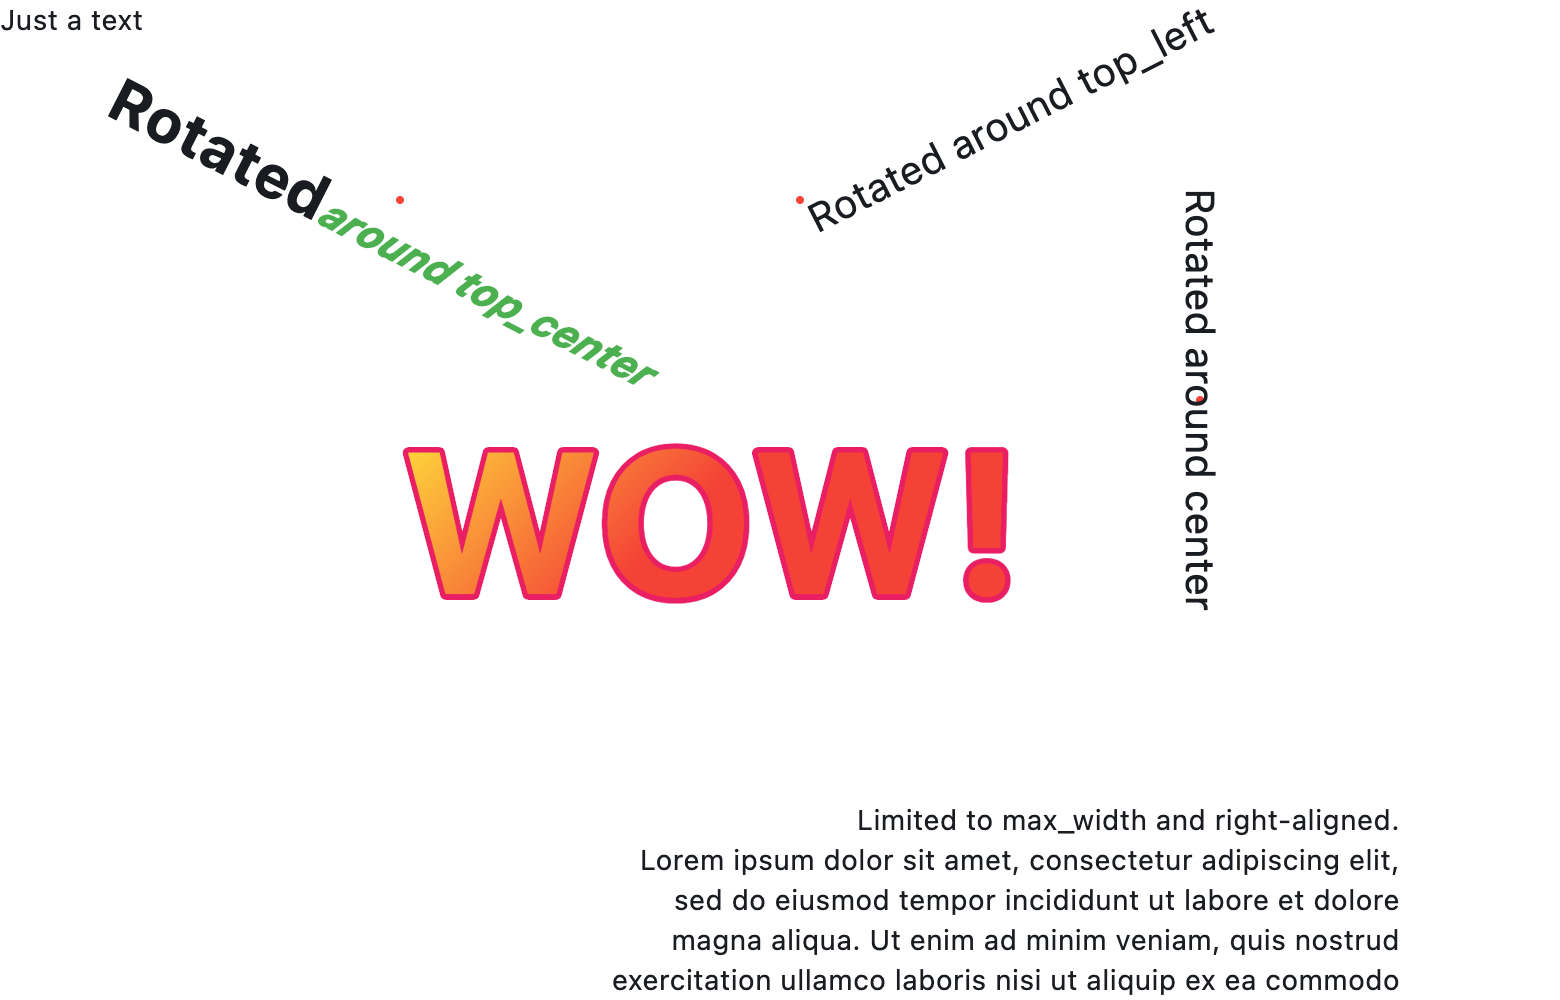 Just a text
Rotated around top_center
Rotated around top_left
Rotated around center
WOW!
Limited to max_width and right-aligned.
Lorem ipsum dolor sit amet, consectetur adipiscing elit,
sed do eiusmod tempor incididunt ut labore et dolore
magna aliqua. Ut enim ad minim veniam, quis nostrud
exercitation ullamco laboris nisi ut aliquip ex ea commodo